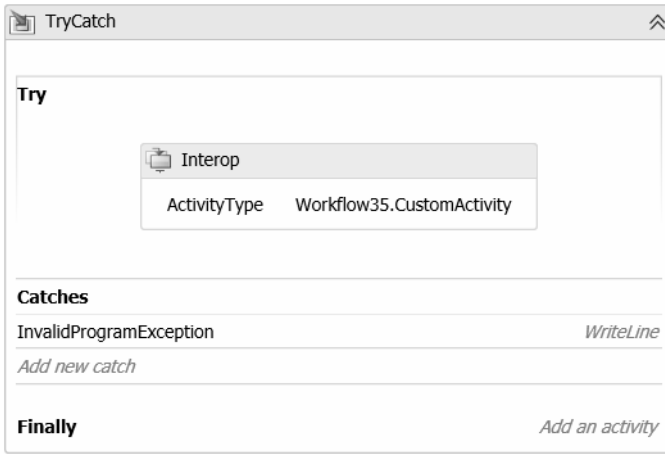 TryCatch
Try
Interop
ActivityType Workflow35.CustomActivity
Catches
InvalidProgramException WriteLine
Add new catch
Finally Add an activity